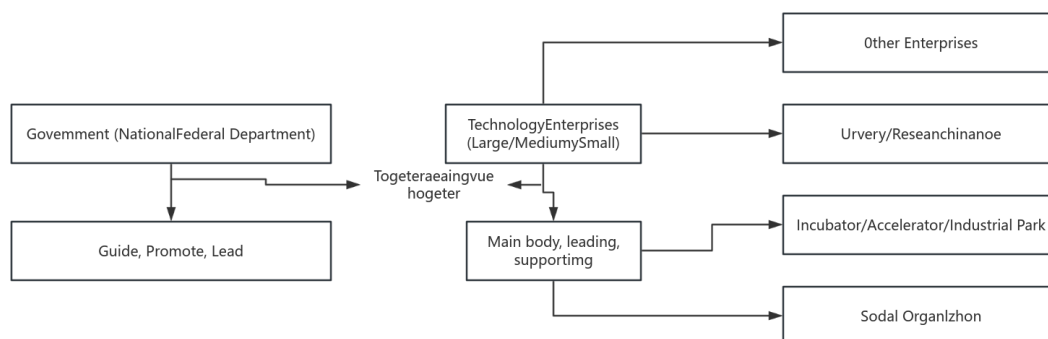 0ther Enterprises
Govemment (NationalFederal Department)
TechnologyEnterprises
(Large/MediumySmall)
Urvery/Reseanchinanoe
Togeteraeaingvue
hogeter
Guide, Promote, Lead
Main body, leading,
supportimg
Incubator/Accelerator/Industrial Park
Sodal Organlzhon